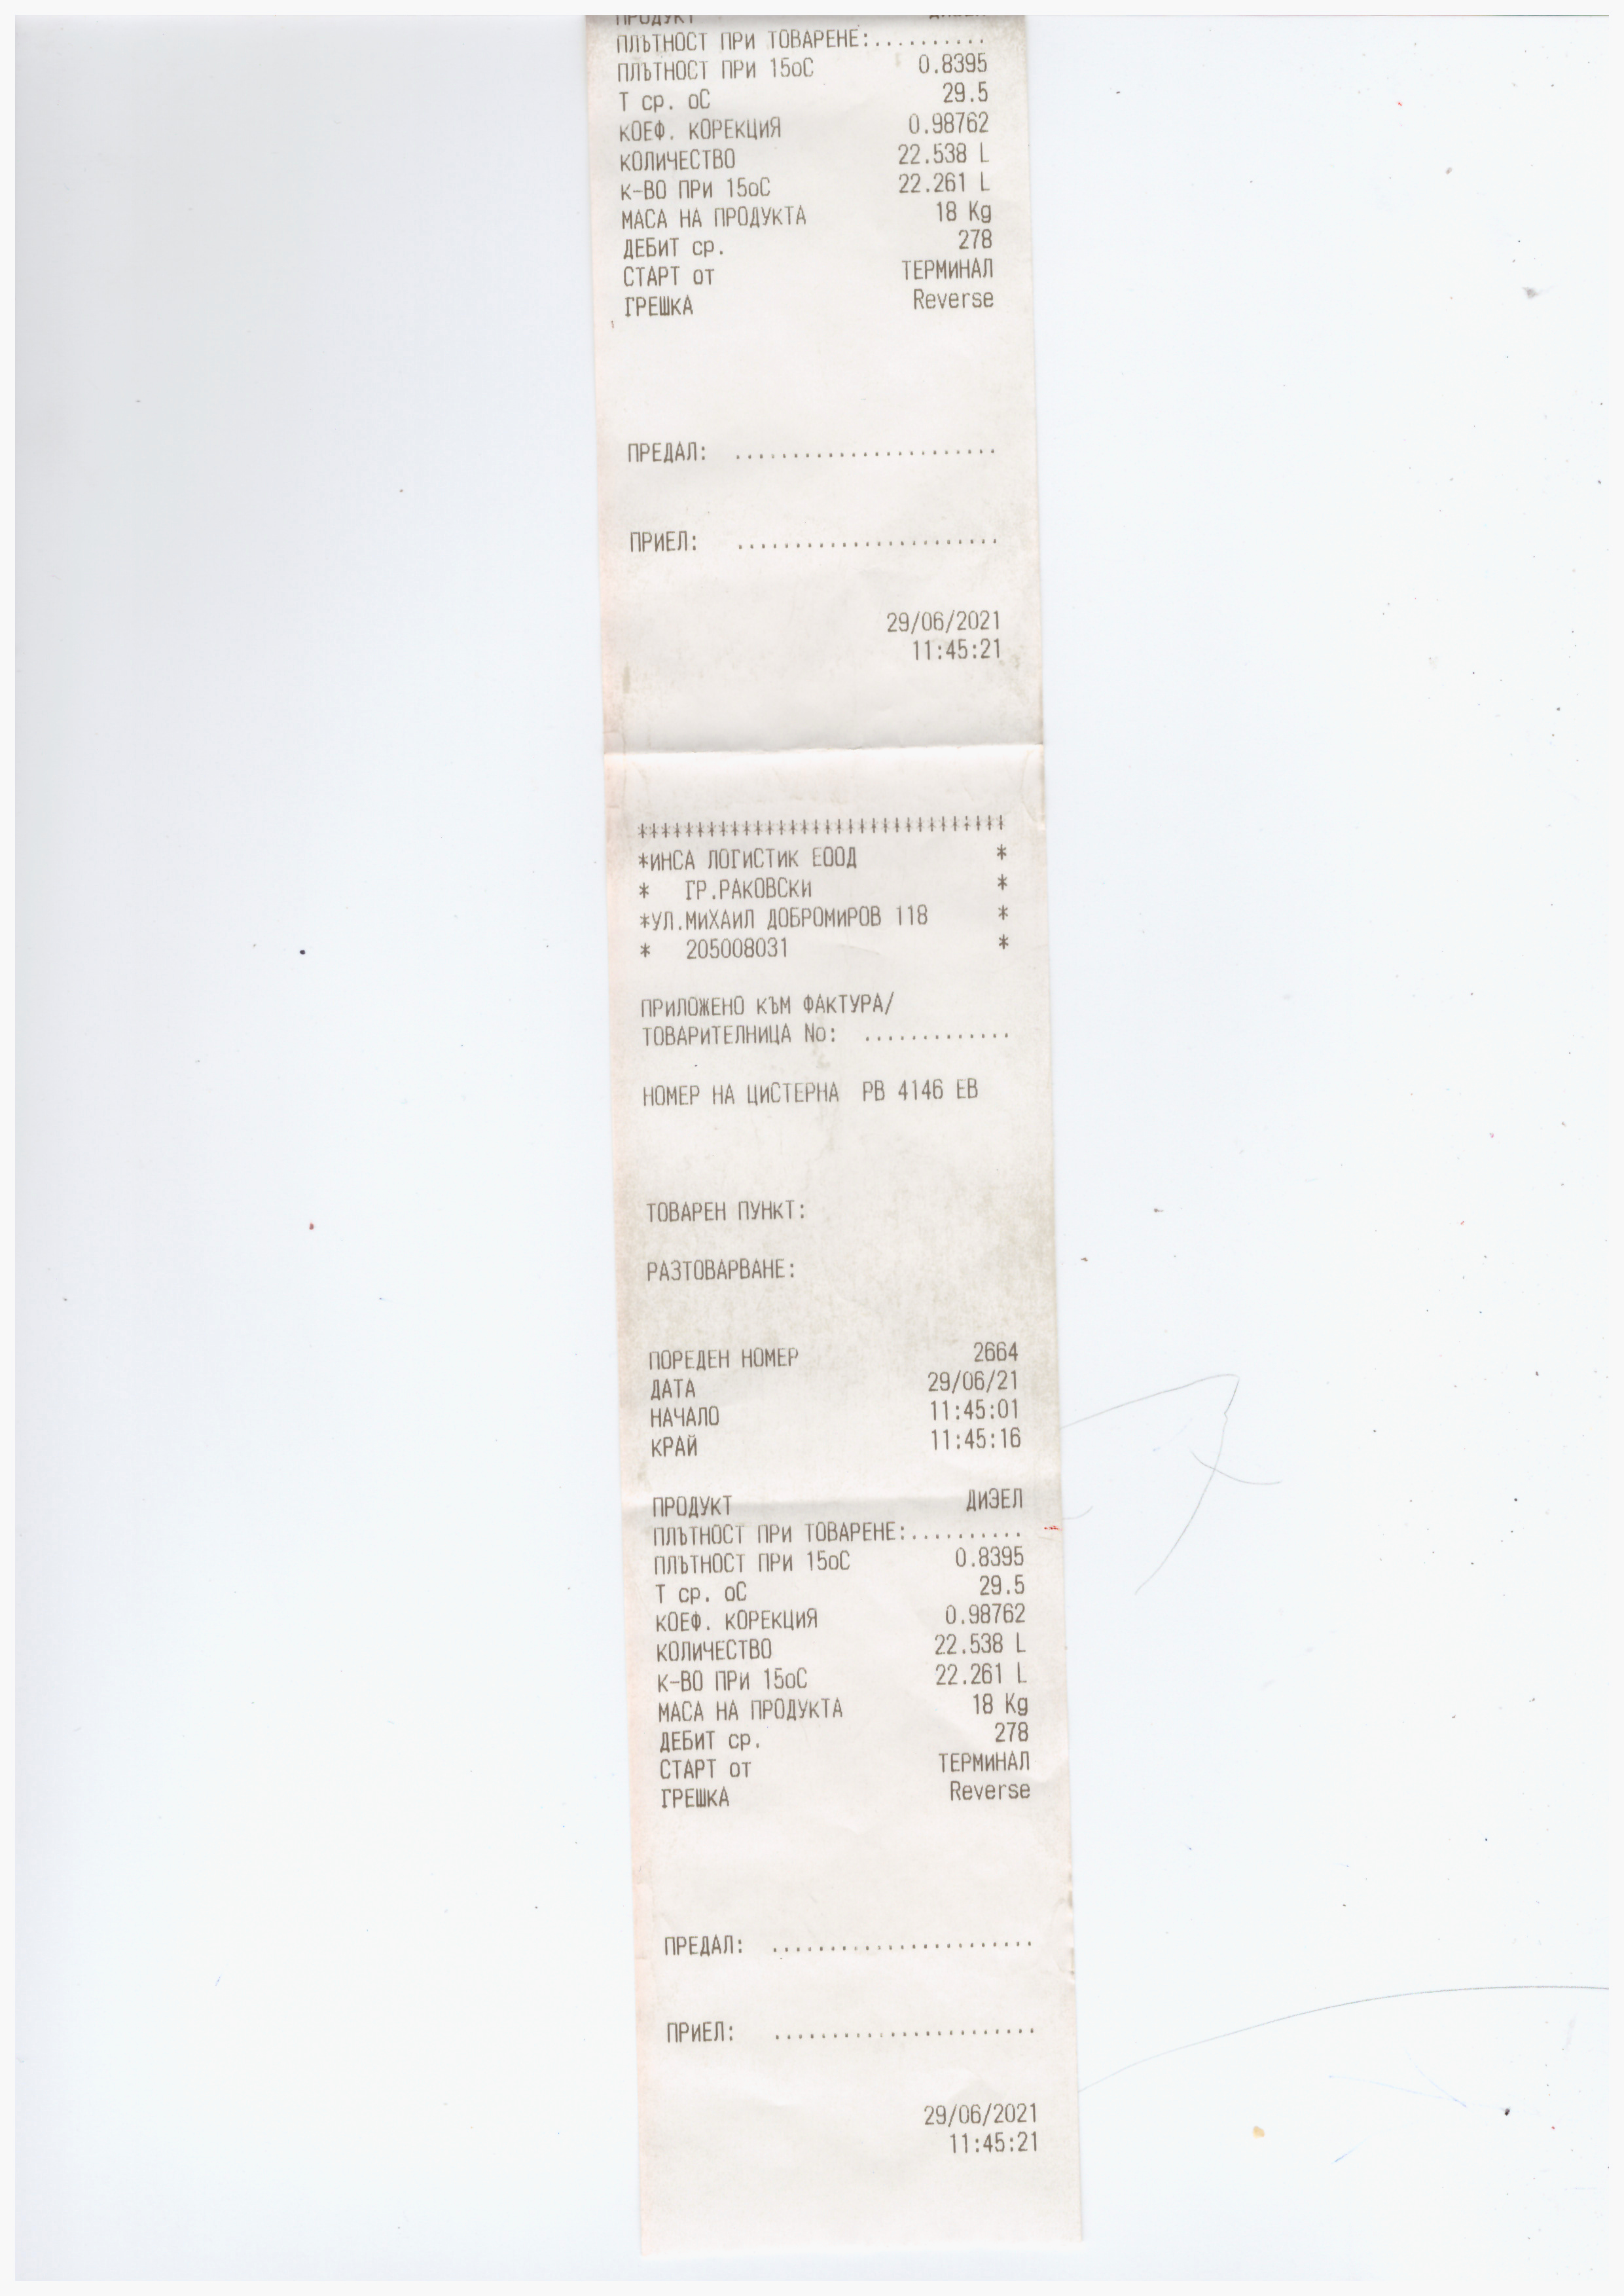 ПРОДУКТ
ПЛЪТНОСТ ПРИ ТОВАРЕНЕ:..........
ПЛЪТНОСТ ПРИ 15оС 0.8395
Т ср. оС 29.5
КОЕФ. КОРЕКЦИЯ 0.98762
КОЛИЧЕСТВО 22.538 L
К-ВО ПРИ 15оС 22.261 L
МАСА НА ПРОДУКТА 18 Kg
ДЕБИТ ср. 278
СТАРТ от ТЕРМИНАЛ
ГРЕШКА Reverse
ПРЕДАЛ: .......................
ПРИЕЛ: .......................
29/06/2021
11:45:21
********************************
*ИНСА ЛОГИСТИК ЕООД *
* ГР.РАКОВСКИ *
*УЛ.МИХАИЛ ДОБРОМИРОВ 118 *
* 205008031 *
ПРИЛОЖЕНО КЪМ ФАКТУРА/
ТОВАРИТЕЛНИЦА No: .............
НОМЕР НА ЦИСТЕРНА РВ 4146 ЕВ
ТОВАРЕН ПУНКТ:
РАЗТОВАРВАНЕ:
ПОРЕДЕН НОМЕР 2664
ДАТА 29/06/21
НАЧАЛО 11:45:01
КРАЙ 11:45:16
ПРОДУКТ ДИЗЕЛ
ПЛЪТНОСТ ПРИ ТОВАРЕНЕ:..........
ПЛЪТНОСТ ПРИ 15оС 0.8395
Т ср. оС 29.5
КОЕФ. КОРЕКЦИЯ 0.98762
КОЛИЧЕСТВО 22.538 L
К-ВО ПРИ 15оС 22.261 L
МАСА НА ПРОДУКТА 18 Kg
ДЕБИТ ср. 278
СТАРТ от ТЕРМИНАЛ
ГРЕШКА Reverse
ПРЕДАЛ: .......................
ПРИЕЛ: .......................
29/06/2021
11:45:21